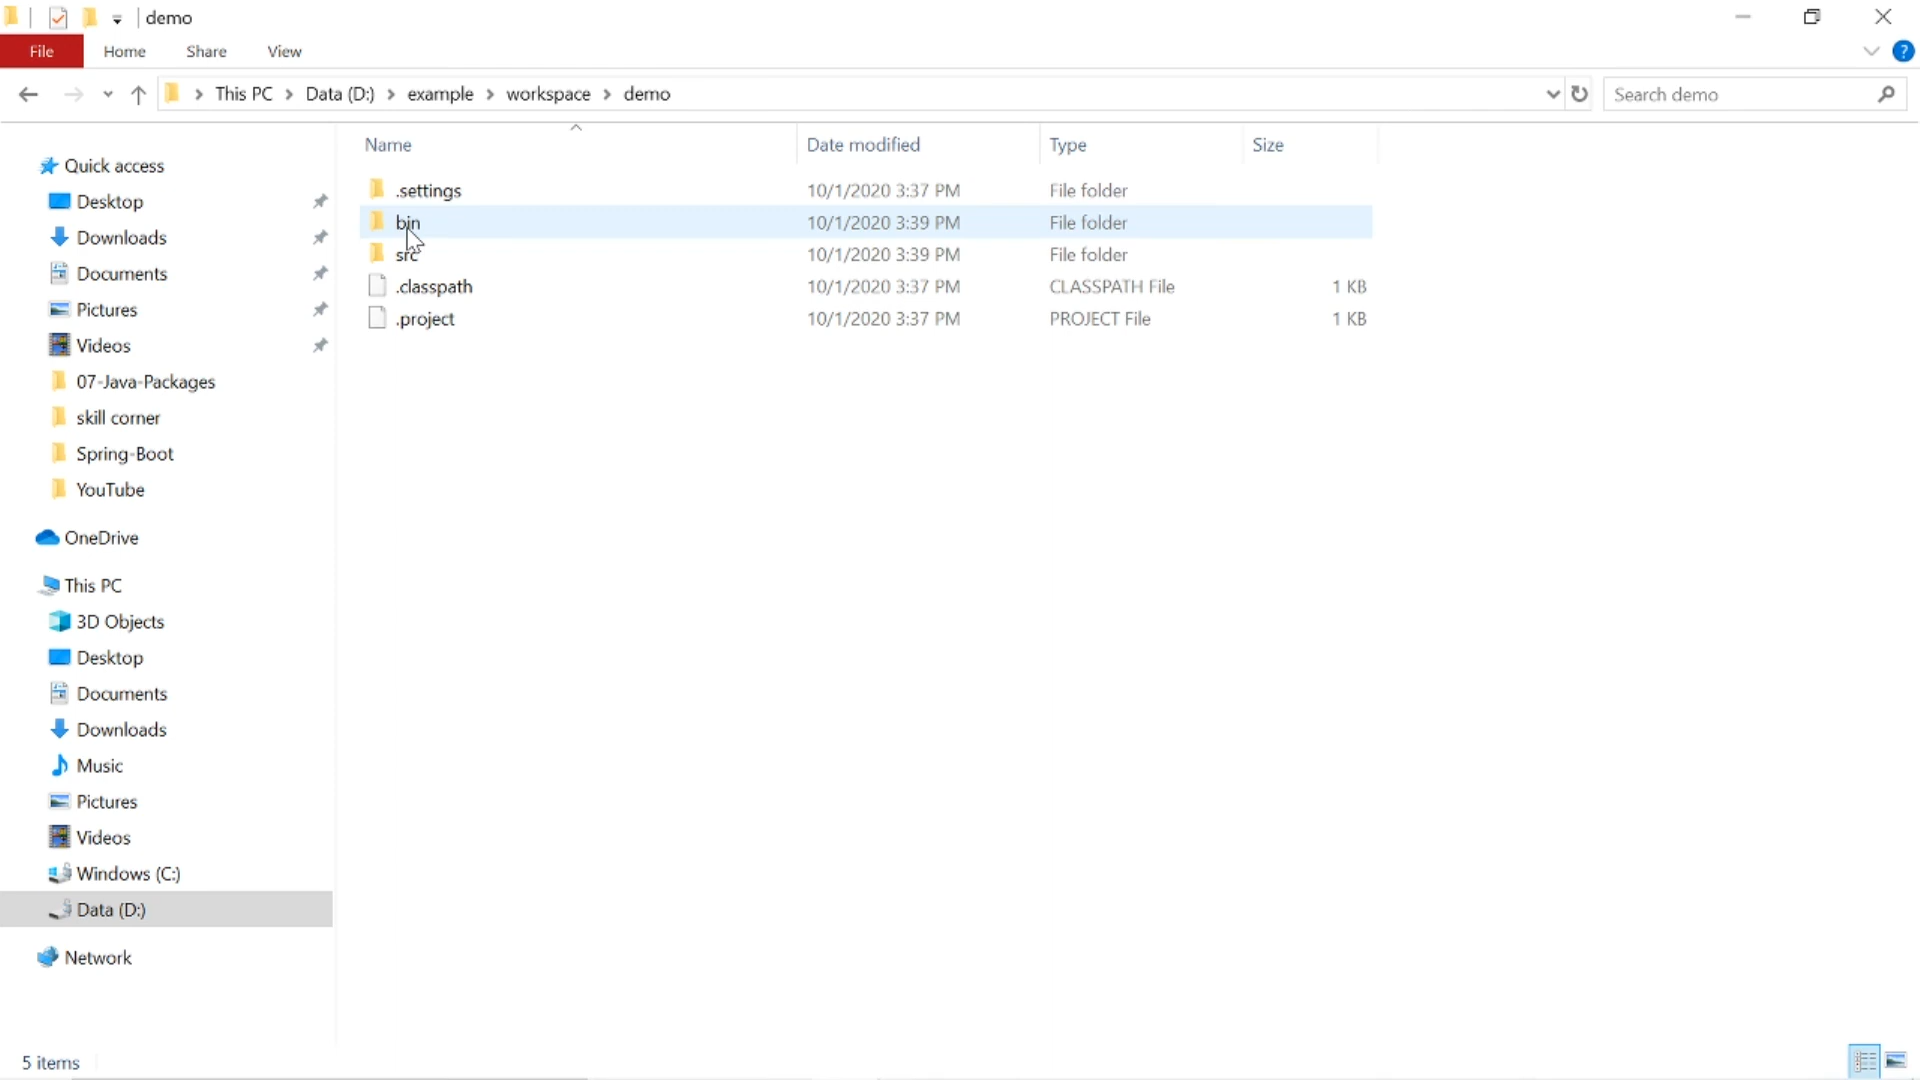 demo
File Home Share View
This PC Data (D:) example workspace demo
Search demo
Name Date modified Type Size
.settings 10/1/2020 3:37 PM File folder
bin 10/1/2020 3:39 PM File folder
src 10/1/2020 3:39 PM File folder
.classpath 10/1/2020 3:37 PM CLASSPATH File 1 KB
.project 10/1/2020 3:37 PM PROJECT File 1 KB
Quick access
Desktop
Downloads
Documents
Pictures
Videos
07-Java-Packages
skill corner
Spring-Boot
YouTube
OneDrive
This PC
3D Objects
Desktop
Documents
Downloads
Music
Pictures
Videos
Windows (C:)
Data (D:)
Network
5 items